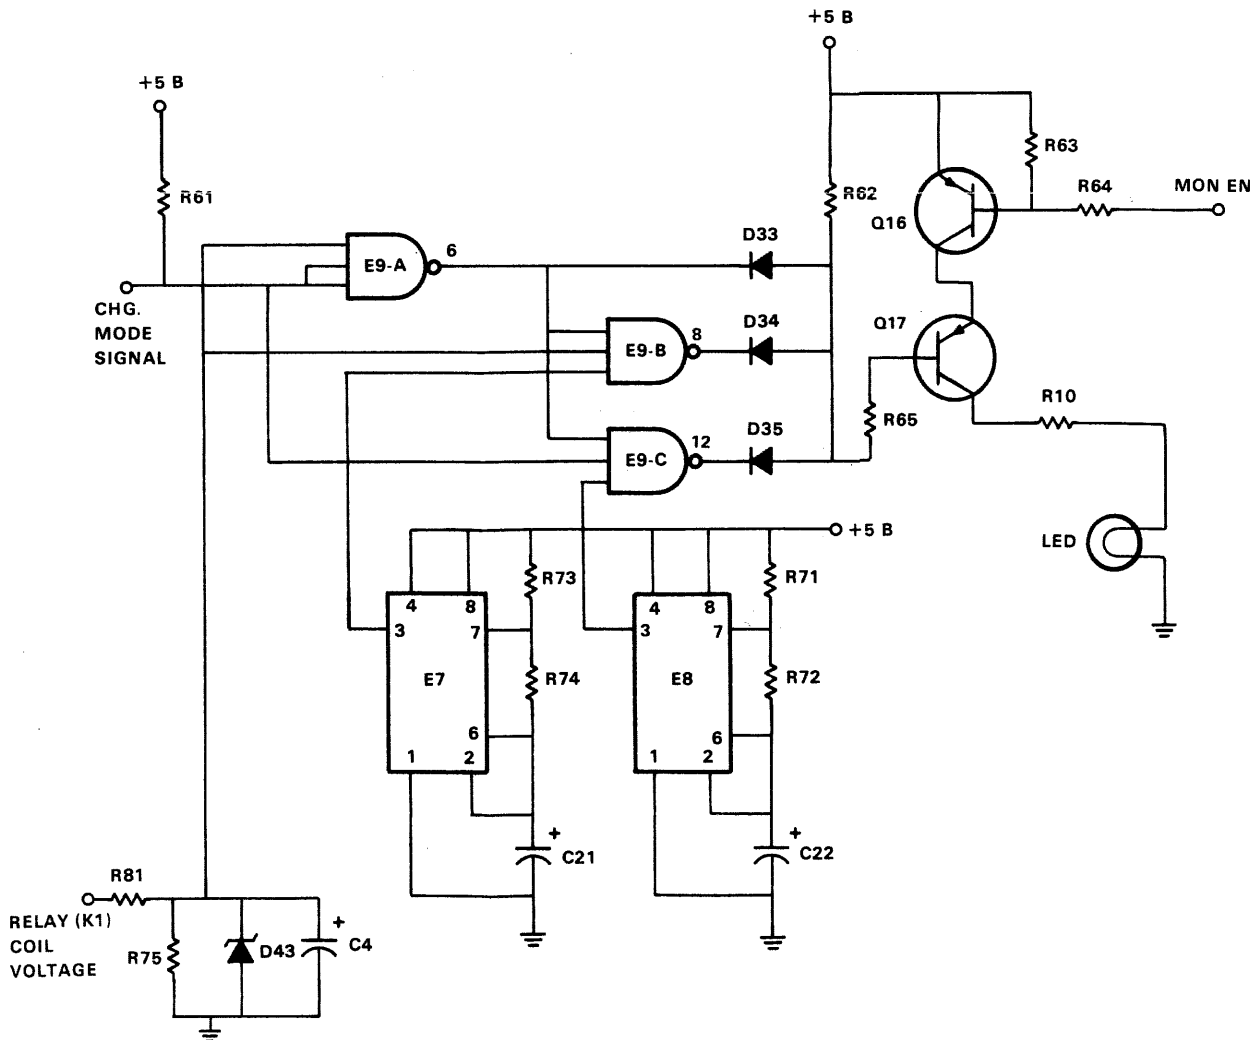 +5 B
+5 B
R61
R62
R63
R64
MON EN
Q16
E9-A
6
D33
CHG.
MODE
SIGNAL
E9-B
8
D34
Q17
R10
E9-C
12
D35
R65
+5 B
LED
4
8
R73
3
7
E7
R74
6
1
2
+
C21
4
8
R71
3
7
E8
R72
6
1
2
+
C22
R81
RELAY (K1)
COIL
VOLTAGE
R75
D43
+
C4